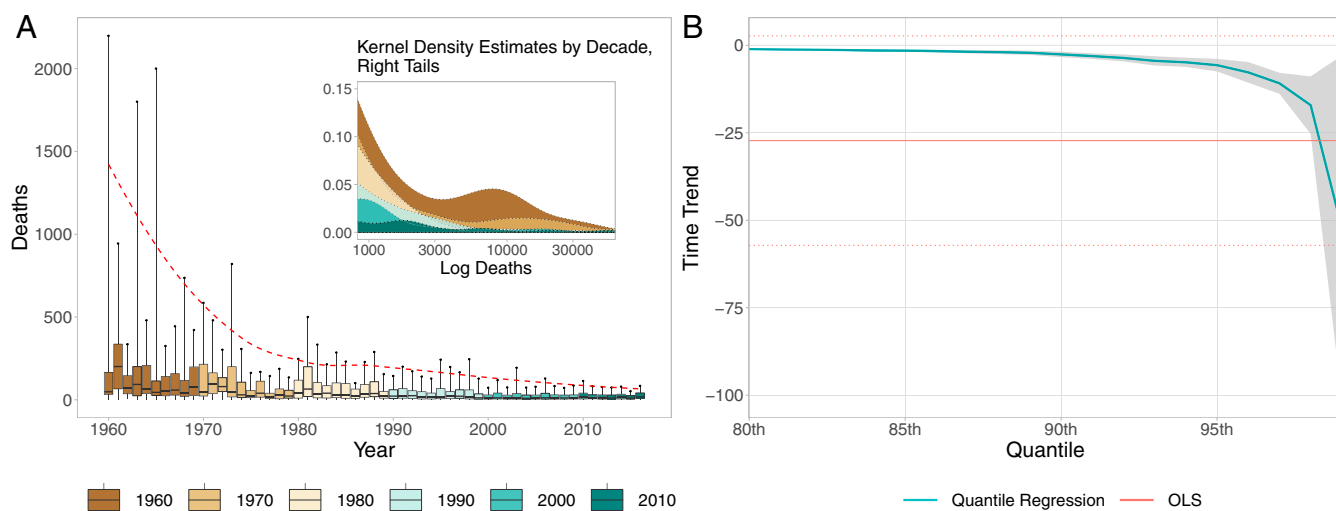 A
Kernel Density Estimates by Decade,
Right Tails
0.15
0.10
0.05
0.00
1000 3000 10000 30000
Log Deaths
2000
1500
1000
500
0
Deaths
1960 1970 1980 1990 2000 2010
Year
1960 1970 1980 1990 2000 2010
B
0
−25
−50
−75
−100
Time Trend
80th 85th 90th 95th
Quantile
Quantile Regression OLS